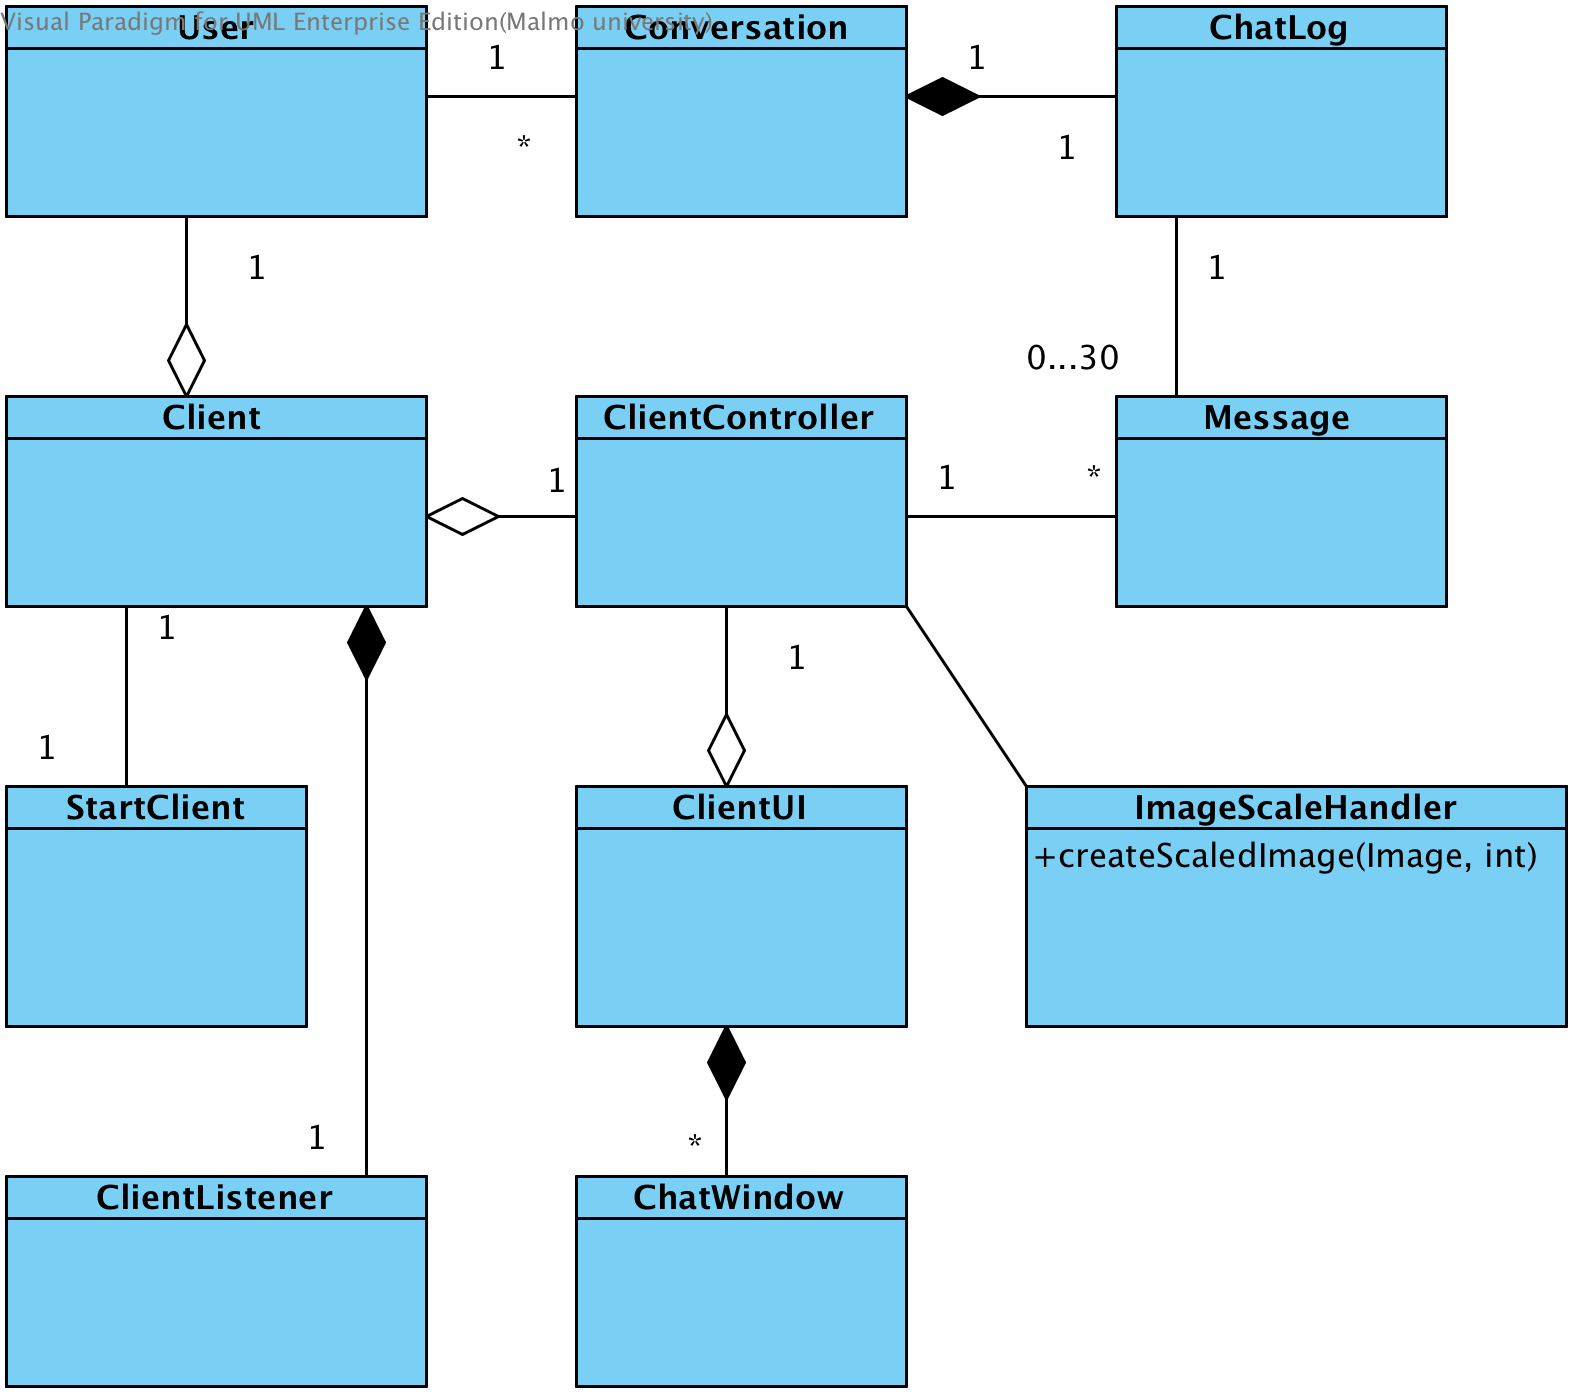 Visual Paradigm for UML Enterprise Edition(Malmo university)
User
Conversation
ChatLog
1
1
*
1
1
1
0...30
Client
ClientController
Message
1
1
*
1
1
1
StartClient
ClientUI
ImageScaleHandler
+createScaledImage(Image, int)
1
*
ClientListener
ChatWindow